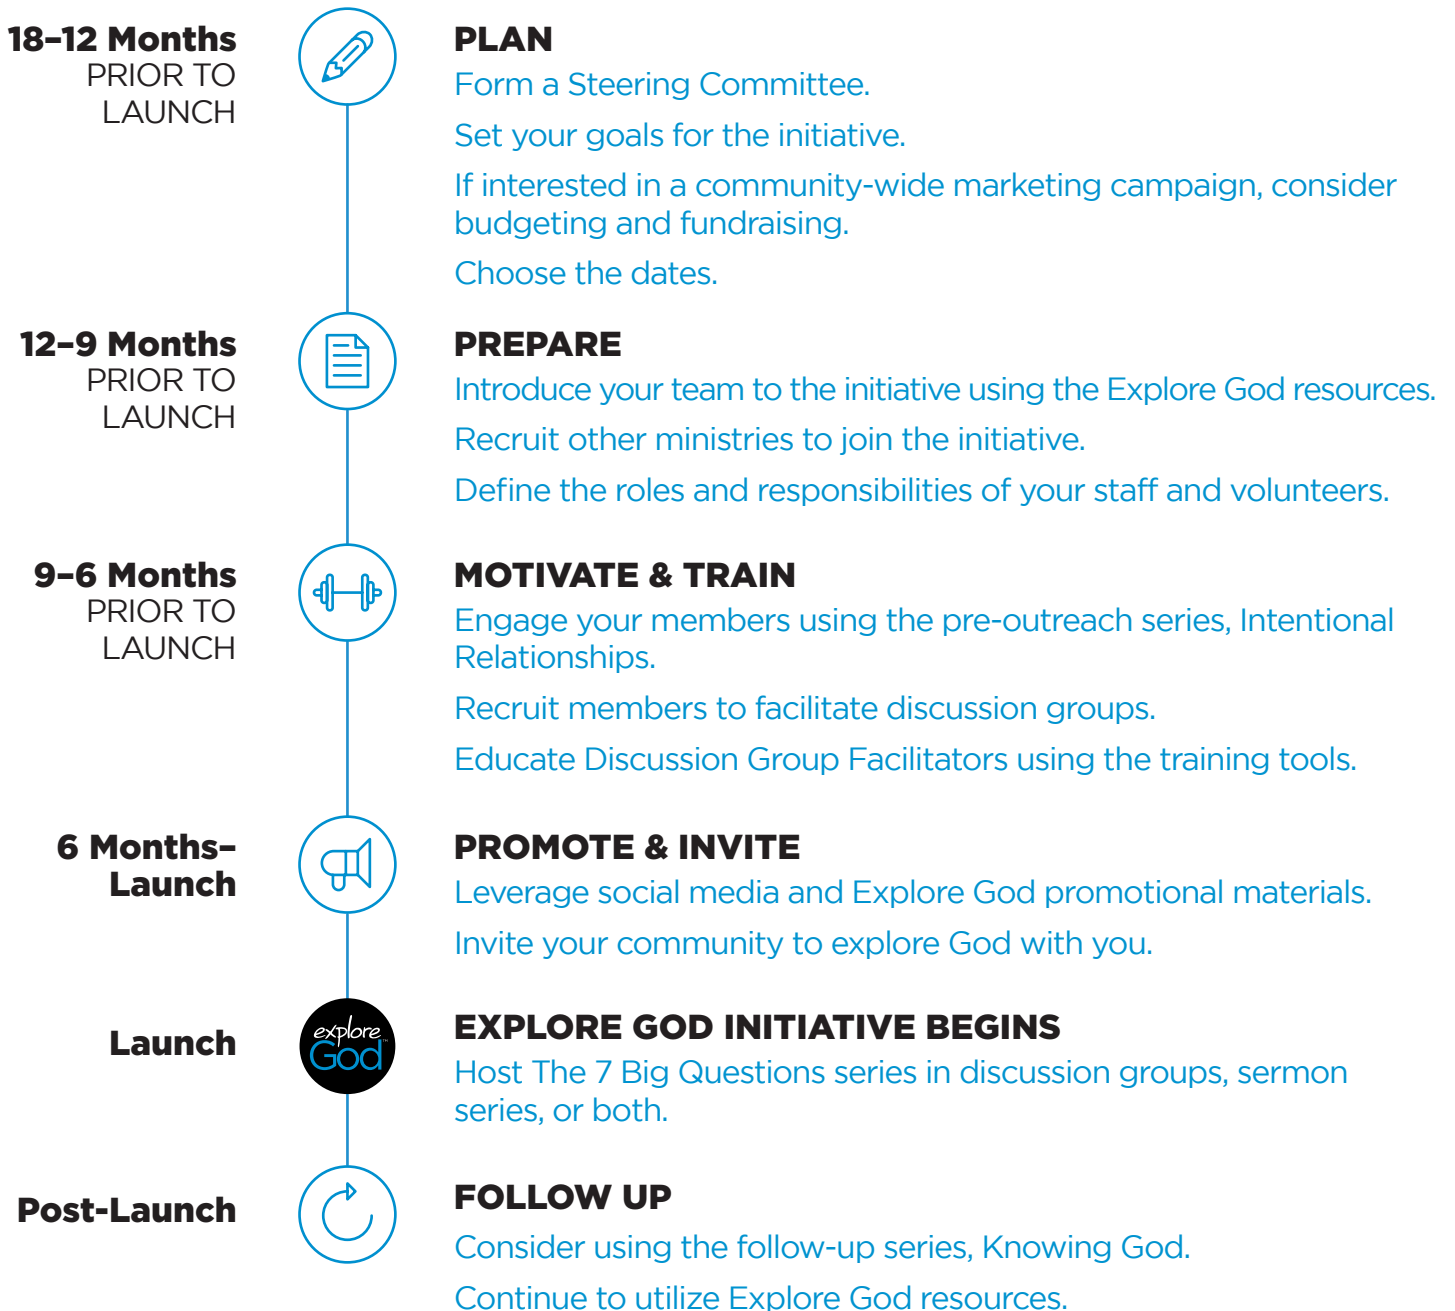 18–12 Months
PRIOR TO
LAUNCH
PLAN
Form a Steering Committee.
Set your goals for the initiative.
If interested in a community-wide marketing campaign, consider
budgeting and fundraising.
Choose the dates.
12–9 Months
PRIOR TO
LAUNCH
PREPARE
Introduce your team to the initiative using the Explore God resources.
Recruit other ministries to join the initiative.
Define the roles and responsibilities of your staff and volunteers.
9–6 Months
PRIOR TO
LAUNCH
MOTIVATE & TRAIN
Engage your members using the pre-outreach series, Intentional
Relationships.
Recruit members to facilitate discussion groups.
Educate Discussion Group Facilitators using the training tools.
6 Months–
Launch
PROMOTE & INVITE
Leverage social media and Explore God promotional materials.
Invite your community to explore God with you.
Launch
explore
God™
EXPLORE GOD INITIATIVE BEGINS
Host The 7 Big Questions series in discussion groups, sermon
series, or both.
Post-Launch
FOLLOW UP
Consider using the follow-up series, Knowing God.
Continue to utilize Explore God resources.